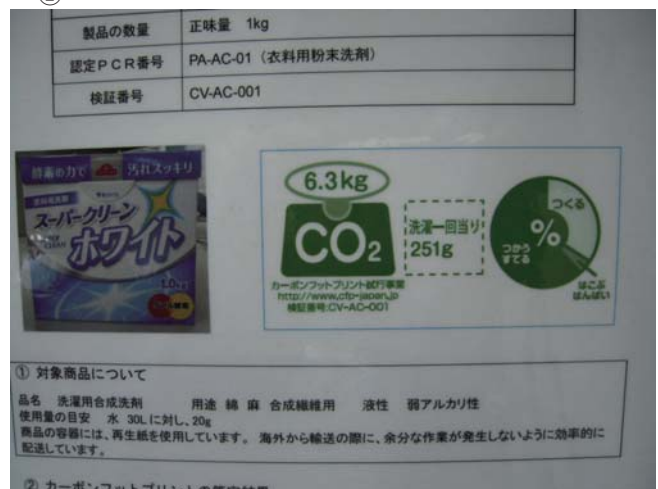 製品の数量 正味量 1kg
認定PCR番号 PA-AC-01(衣料用粉末洗剤)
検証番号 CV-AC-001
酵素の力で 汚れスッキリ
スーパークリーン
ホワイト
1.0kg
6.3kg
CO2
洗濯一回当り
251g
つくる
%
つかう
すてる
はこぶ
はんばい
カーボンフットプリント試行事業
http://www.cfp-japan.jp
検証番号:CV-AC-001
① 対象商品について
品名 洗濯用合成洗剤 用途 綿 麻 合成繊維用 液性 弱アルカリ性
使用量の目安 水 30Lに対し、20g
商品の容器には、再生紙を使用しています。 海外から輸送の際に、余分な作業が発生しないように効率的に
配送しています。